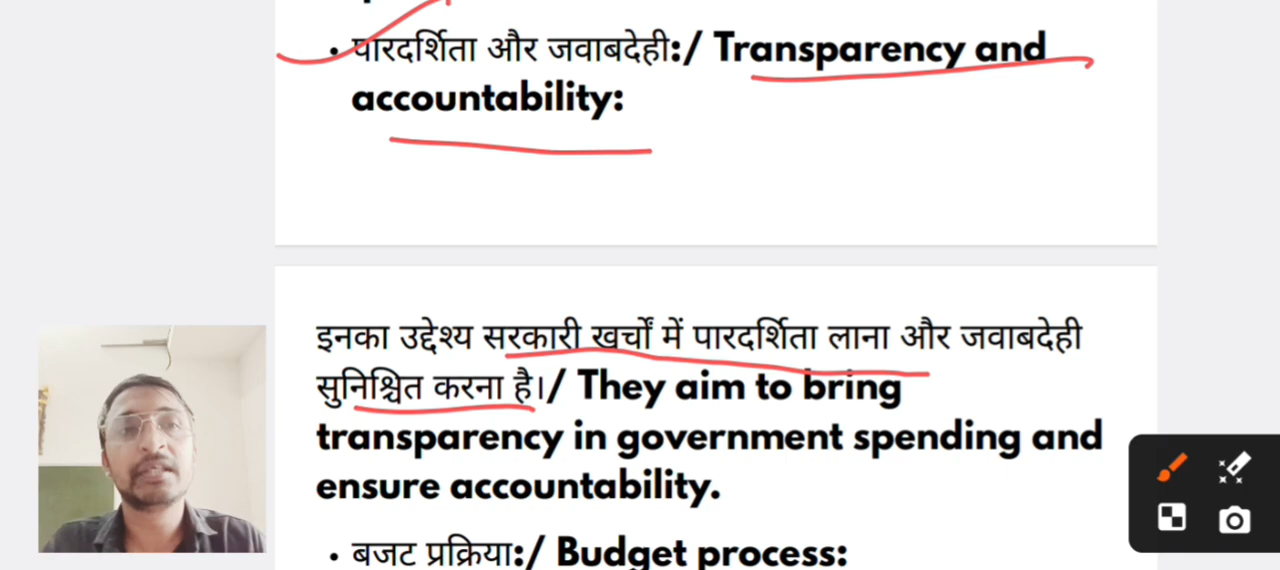 • पारदर्शिता और जवाबदेही:/ Transparency and
accountability:
इनका उद्देश्य सरकारी खर्चों में पारदर्शिता लाना और जवाबदेही
सुनिश्चित करना है।/ They aim to bring
transparency in government spending and
ensure accountability.
• बजट प्रक्रिया:/ Budget process: